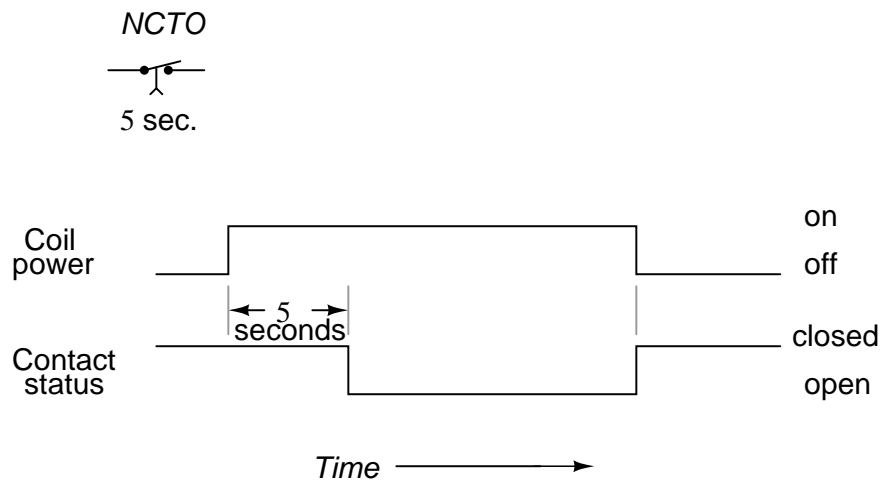 NCTO
5 sec.
Coil
power
on
off
5
seconds
Contact
status
closed
open
Time